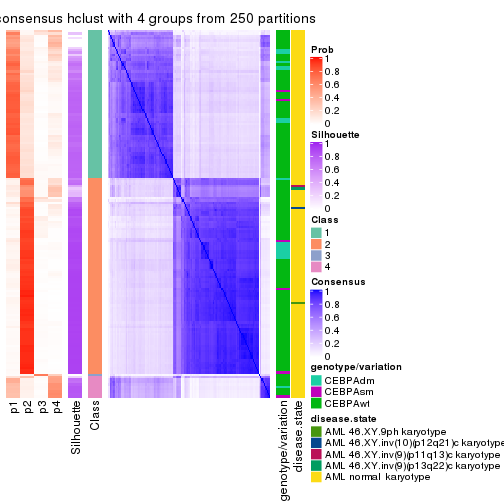 consensus hclust with 4 groups from 250 partitions
Prob
1
0.8
0.6
0.4
0.2
0
Silhouette
1
0.8
0.6
0.4
0.2
0
Class
1
2
3
4
Consensus
1
0.8
0.6
0.4
0.2
0
genotype/variation
CEBPAdm
CEBPAsm
CEBPAwt
disease.state
AML 46.XY.9ph karyotype
AML 46.XY.inv(10)(p12q21)c karyotype
AML 46.XY.inv(9)(p11q13)c karyotype
AML 46.XY.inv(9)(p13q22)c karyotype
AML normal karyotype
p1
p2
p3
p4
Silhouette
Class
genotype/variation
disease.state